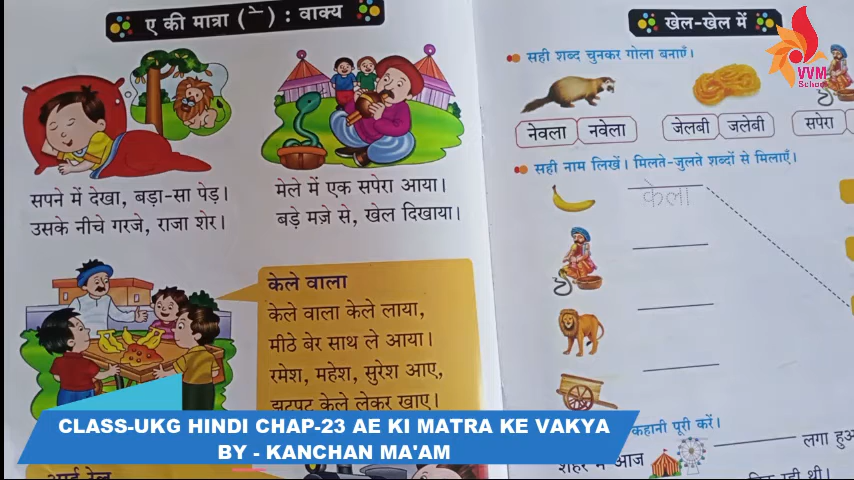 ए की मात्रा ( े ) : वाक्य
सपने में देखा, बड़ा-सा पेड़।
उसके नीचे गरजे, राजा शेर।
मेले में एक सपेरा आया।
बड़े मज़े से, खेल दिखाया।
केले वाला
केले वाला केले लाया,
मीठे बेर साथ ले आया।
रमेश, महेश, सुरेश आए,
झटपट केले लेकर खाए।
खेल-खेल में
सही शब्द चुनकर गोला बनाएँ।
नेवला नवेला जेलबी जलेबी सपेरा
सही नाम लिखें। मिलते-जुलते शब्दों से मिलाएँ।
केला
कहानी पूरी करें।
शहर में आज लगा हुआ
रही थी।
VVM
School
CLASS-UKG HINDI CHAP-23 AE KI MATRA KE VAKYA
BY - KANCHAN MA'AM